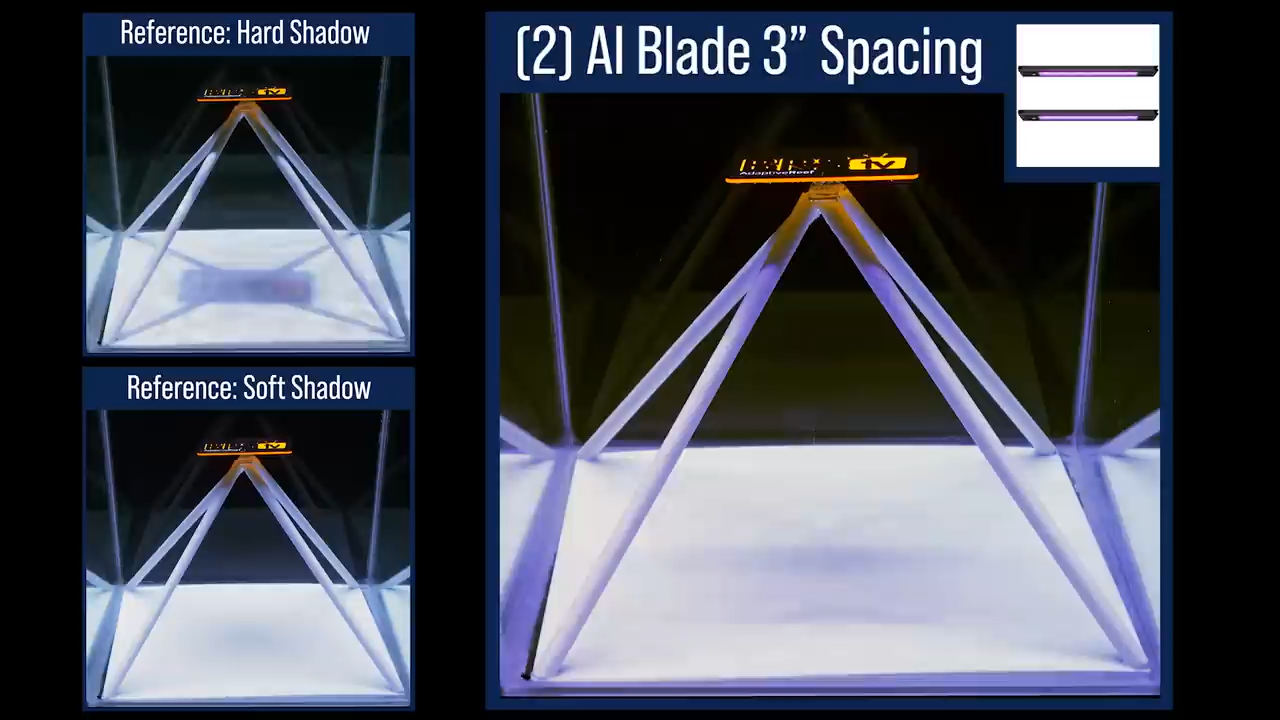 Reference: Hard Shadow
Reference: Soft Shadow
(2) AI Blade 3” Spacing
AdaptiveReef